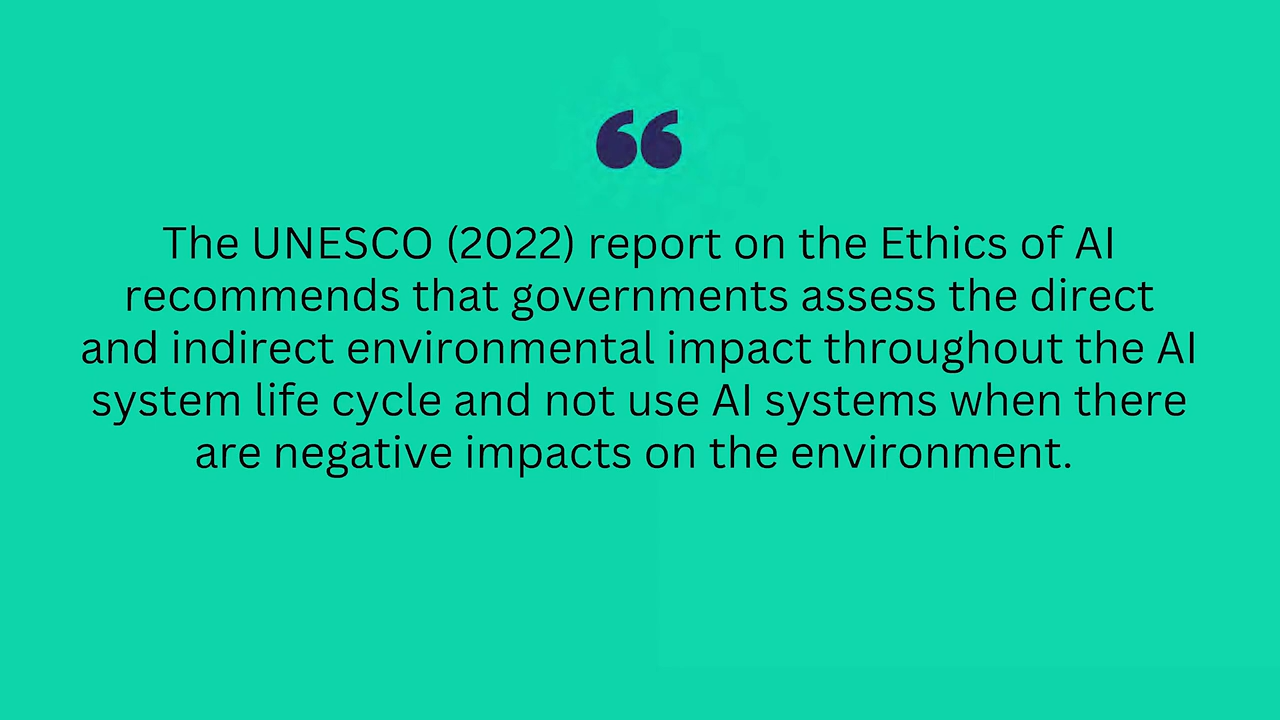 ❝
The UNESCO (2022) report on the Ethics of AI
recommends that governments assess the direct
and indirect environmental impact throughout the AI
system life cycle and not use AI systems when there
are negative impacts on the environment.